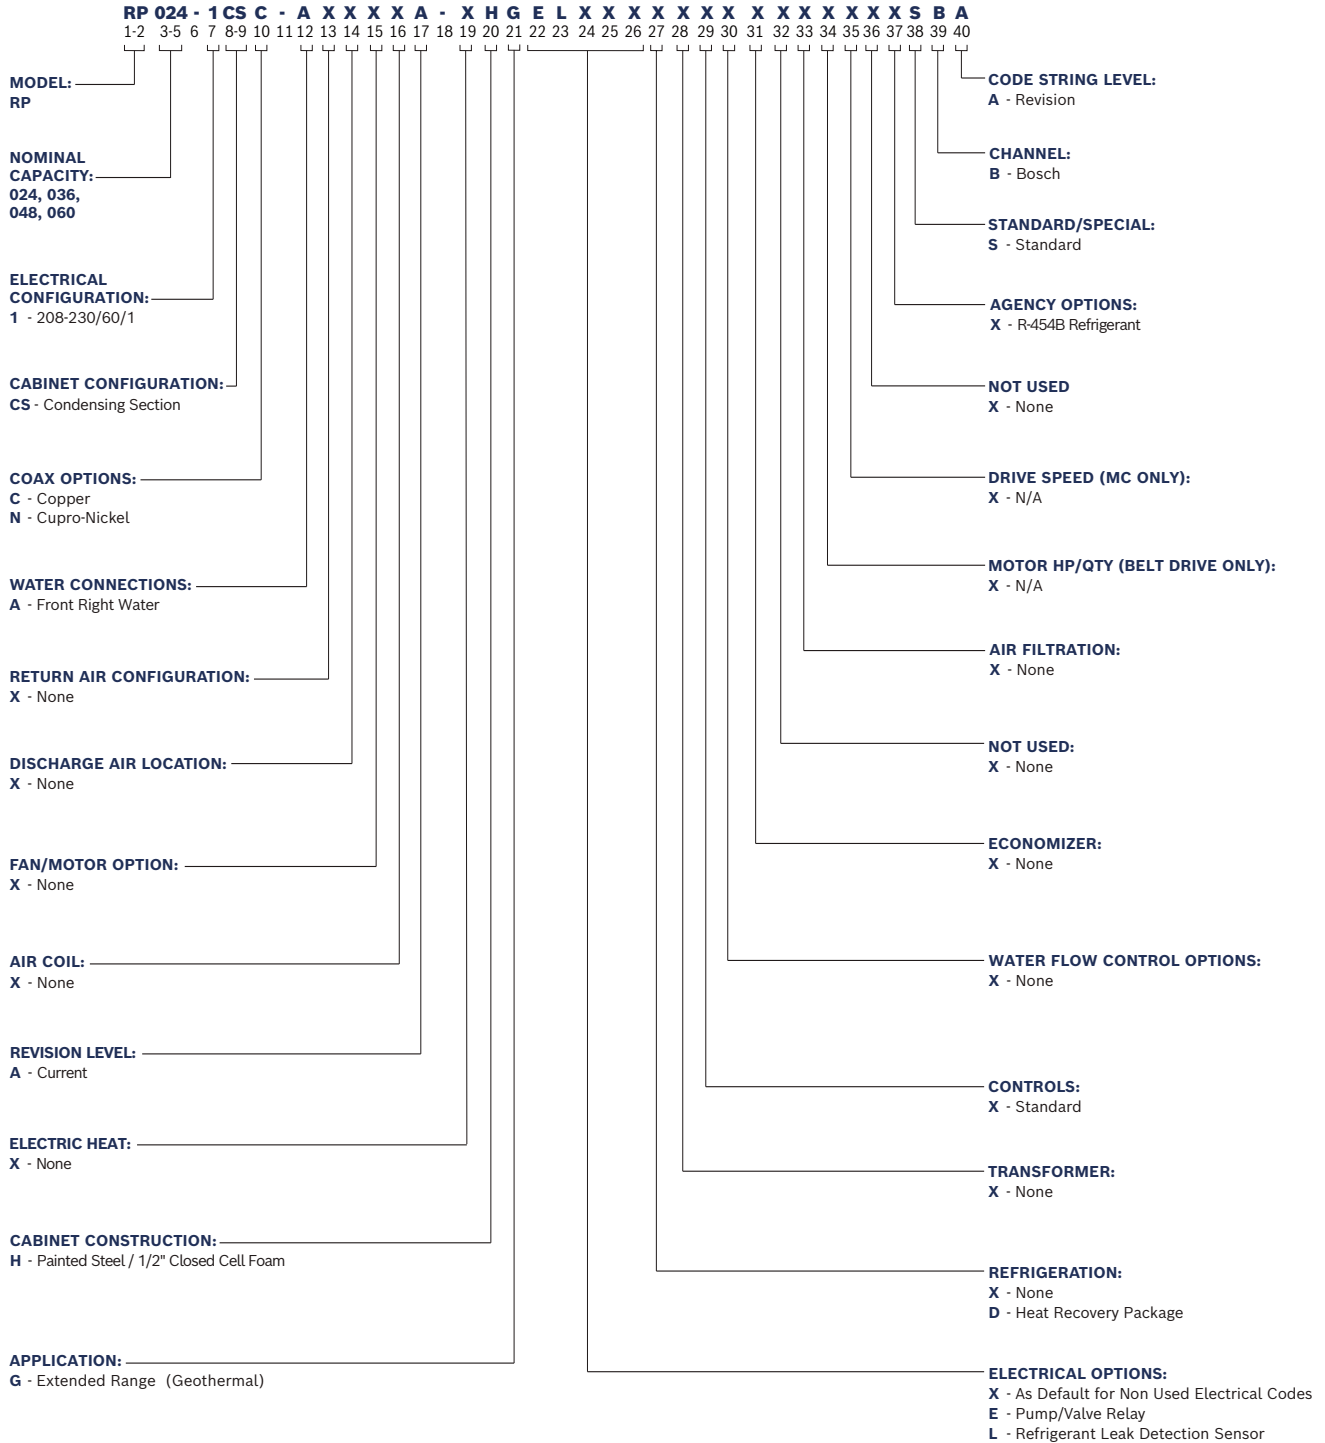 RP 024 - 1 CS C - A X X X X A - X H G E L X X X X X X X X X X X X X X S B A
1-2 3-5 6 7 8-9 10 11 12 13 14 15 16 17 18 19 20 21 22 23 24 25 26 27 28 29 30 31 32 33 34 35 36 37 38 39 40
MODEL:
RP
NOMINAL
CAPACITY:
024, 036,
048, 060
ELECTRICAL
CONFIGURATION:
1 - 208-230/60/1
CABINET CONFIGURATION:
CS - Condensing Section
COAX OPTIONS:
C - Copper
N - Cupro-Nickel
WATER CONNECTIONS:
A - Front Right Water
RETURN AIR CONFIGURATION:
X - None
DISCHARGE AIR LOCATION:
X - None
FAN/MOTOR OPTION:
X - None
AIR COIL:
X - None
REVISION LEVEL:
A - Current
ELECTRIC HEAT:
X - None
CABINET CONSTRUCTION:
H - Painted Steel / 1/2" Closed Cell Foam
APPLICATION:
G - Extended Range (Geothermal)
CODE STRING LEVEL:
A - Revision
CHANNEL:
B - Bosch
STANDARD/SPECIAL:
S - Standard
AGENCY OPTIONS:
X - R-454B Refrigerant
NOT USED
X - None
DRIVE SPEED (MC ONLY):
X - N/A
MOTOR HP/QTY (BELT DRIVE ONLY):
X - N/A
AIR FILTRATION:
X - None
NOT USED:
X - None
ECONOMIZER:
X - None
WATER FLOW CONTROL OPTIONS:
X - None
CONTROLS:
X - Standard
TRANSFORMER:
X - None
REFRIGERATION:
X - None
D - Heat Recovery Package
ELECTRICAL OPTIONS:
X - As Default for Non Used Electrical Codes
E - Pump/Valve Relay
L - Refrigerant Leak Detection Sensor